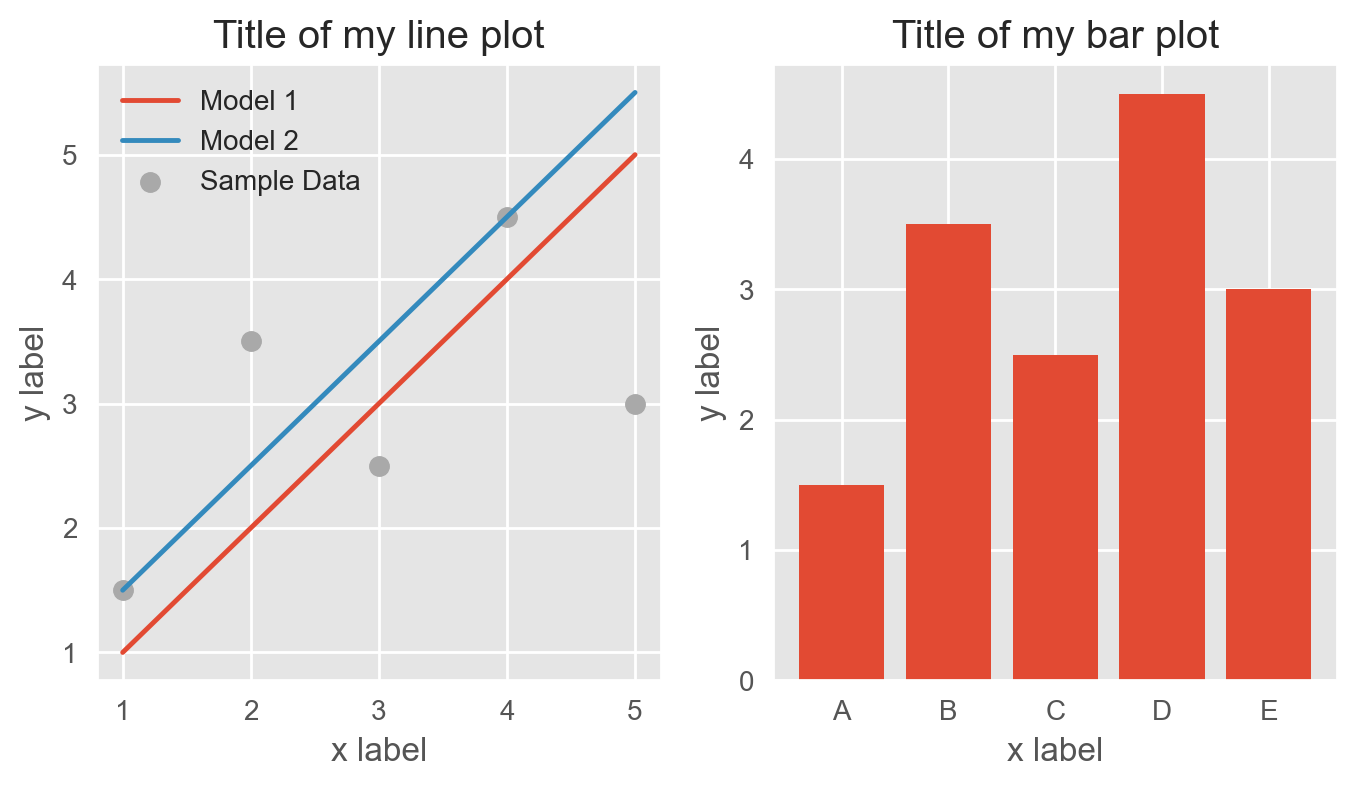 Title of my line plot
Model 1
Model 2
Sample Data
5
4
3
2
1
y label
1 2 3 4 5
x label
Title of my bar plot
4
3
2
1
0
y label
A B C D E
x label